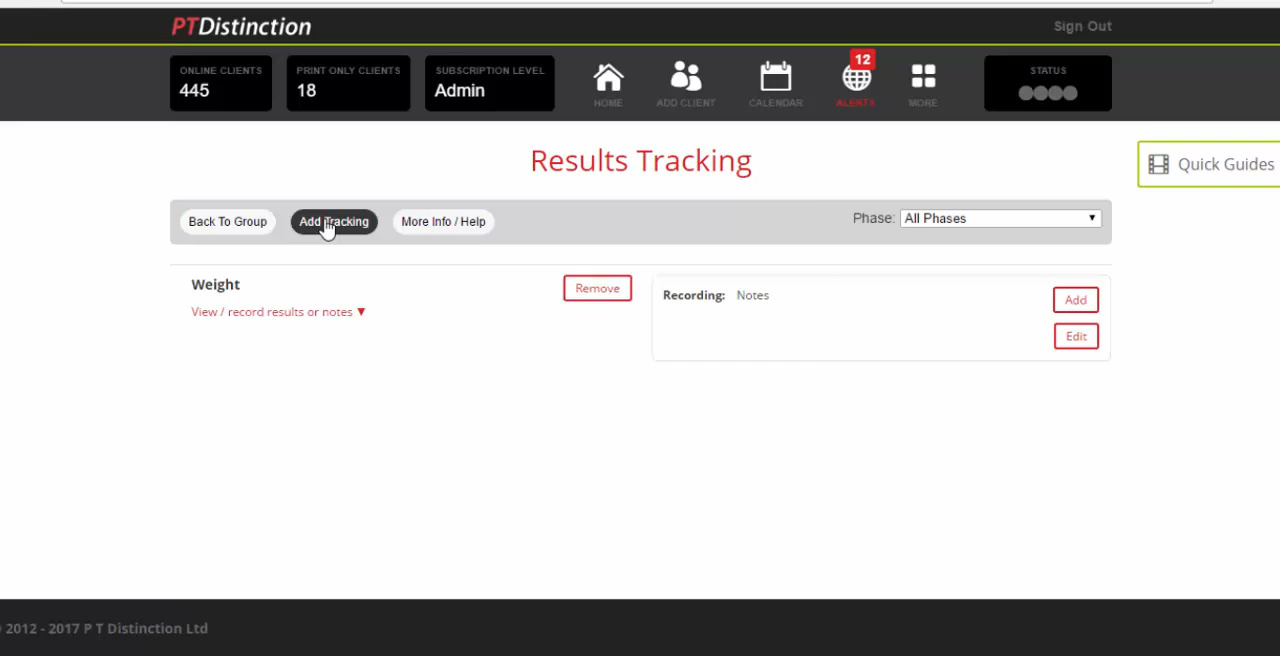 PTDistinction
Sign Out
ONLINE CLIENTS
445
PRINT ONLY CLIENTS
18
SUBSCRIPTION LEVEL
Admin
HOME
ADD CLIENT
CALENDAR
12
ALERTS
MORE
STATUS
Results Tracking
Quick Guides
Back To Group
Add Tracking
More Info / Help
Phase: All Phases
Weight
Remove
Recording: Notes
Add
View / record results or notes
Edit
2012 - 2017 P T Distinction Ltd